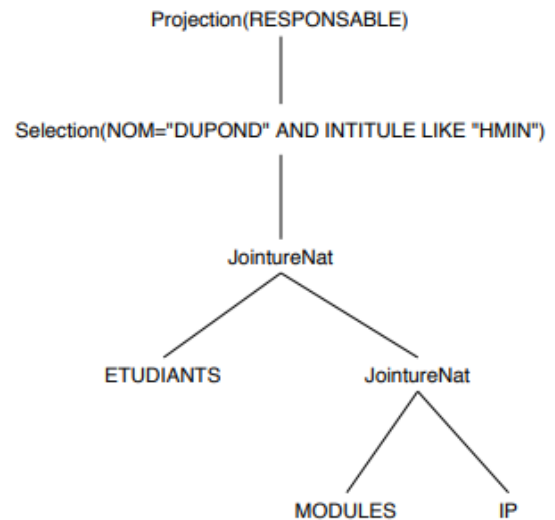 Projection(RESPONSABLE)
Selection(NOM="DUPOND" AND INTITULE LIKE "HMIN")
JointureNat
ETUDIANTS
JointureNat
MODULES
IP